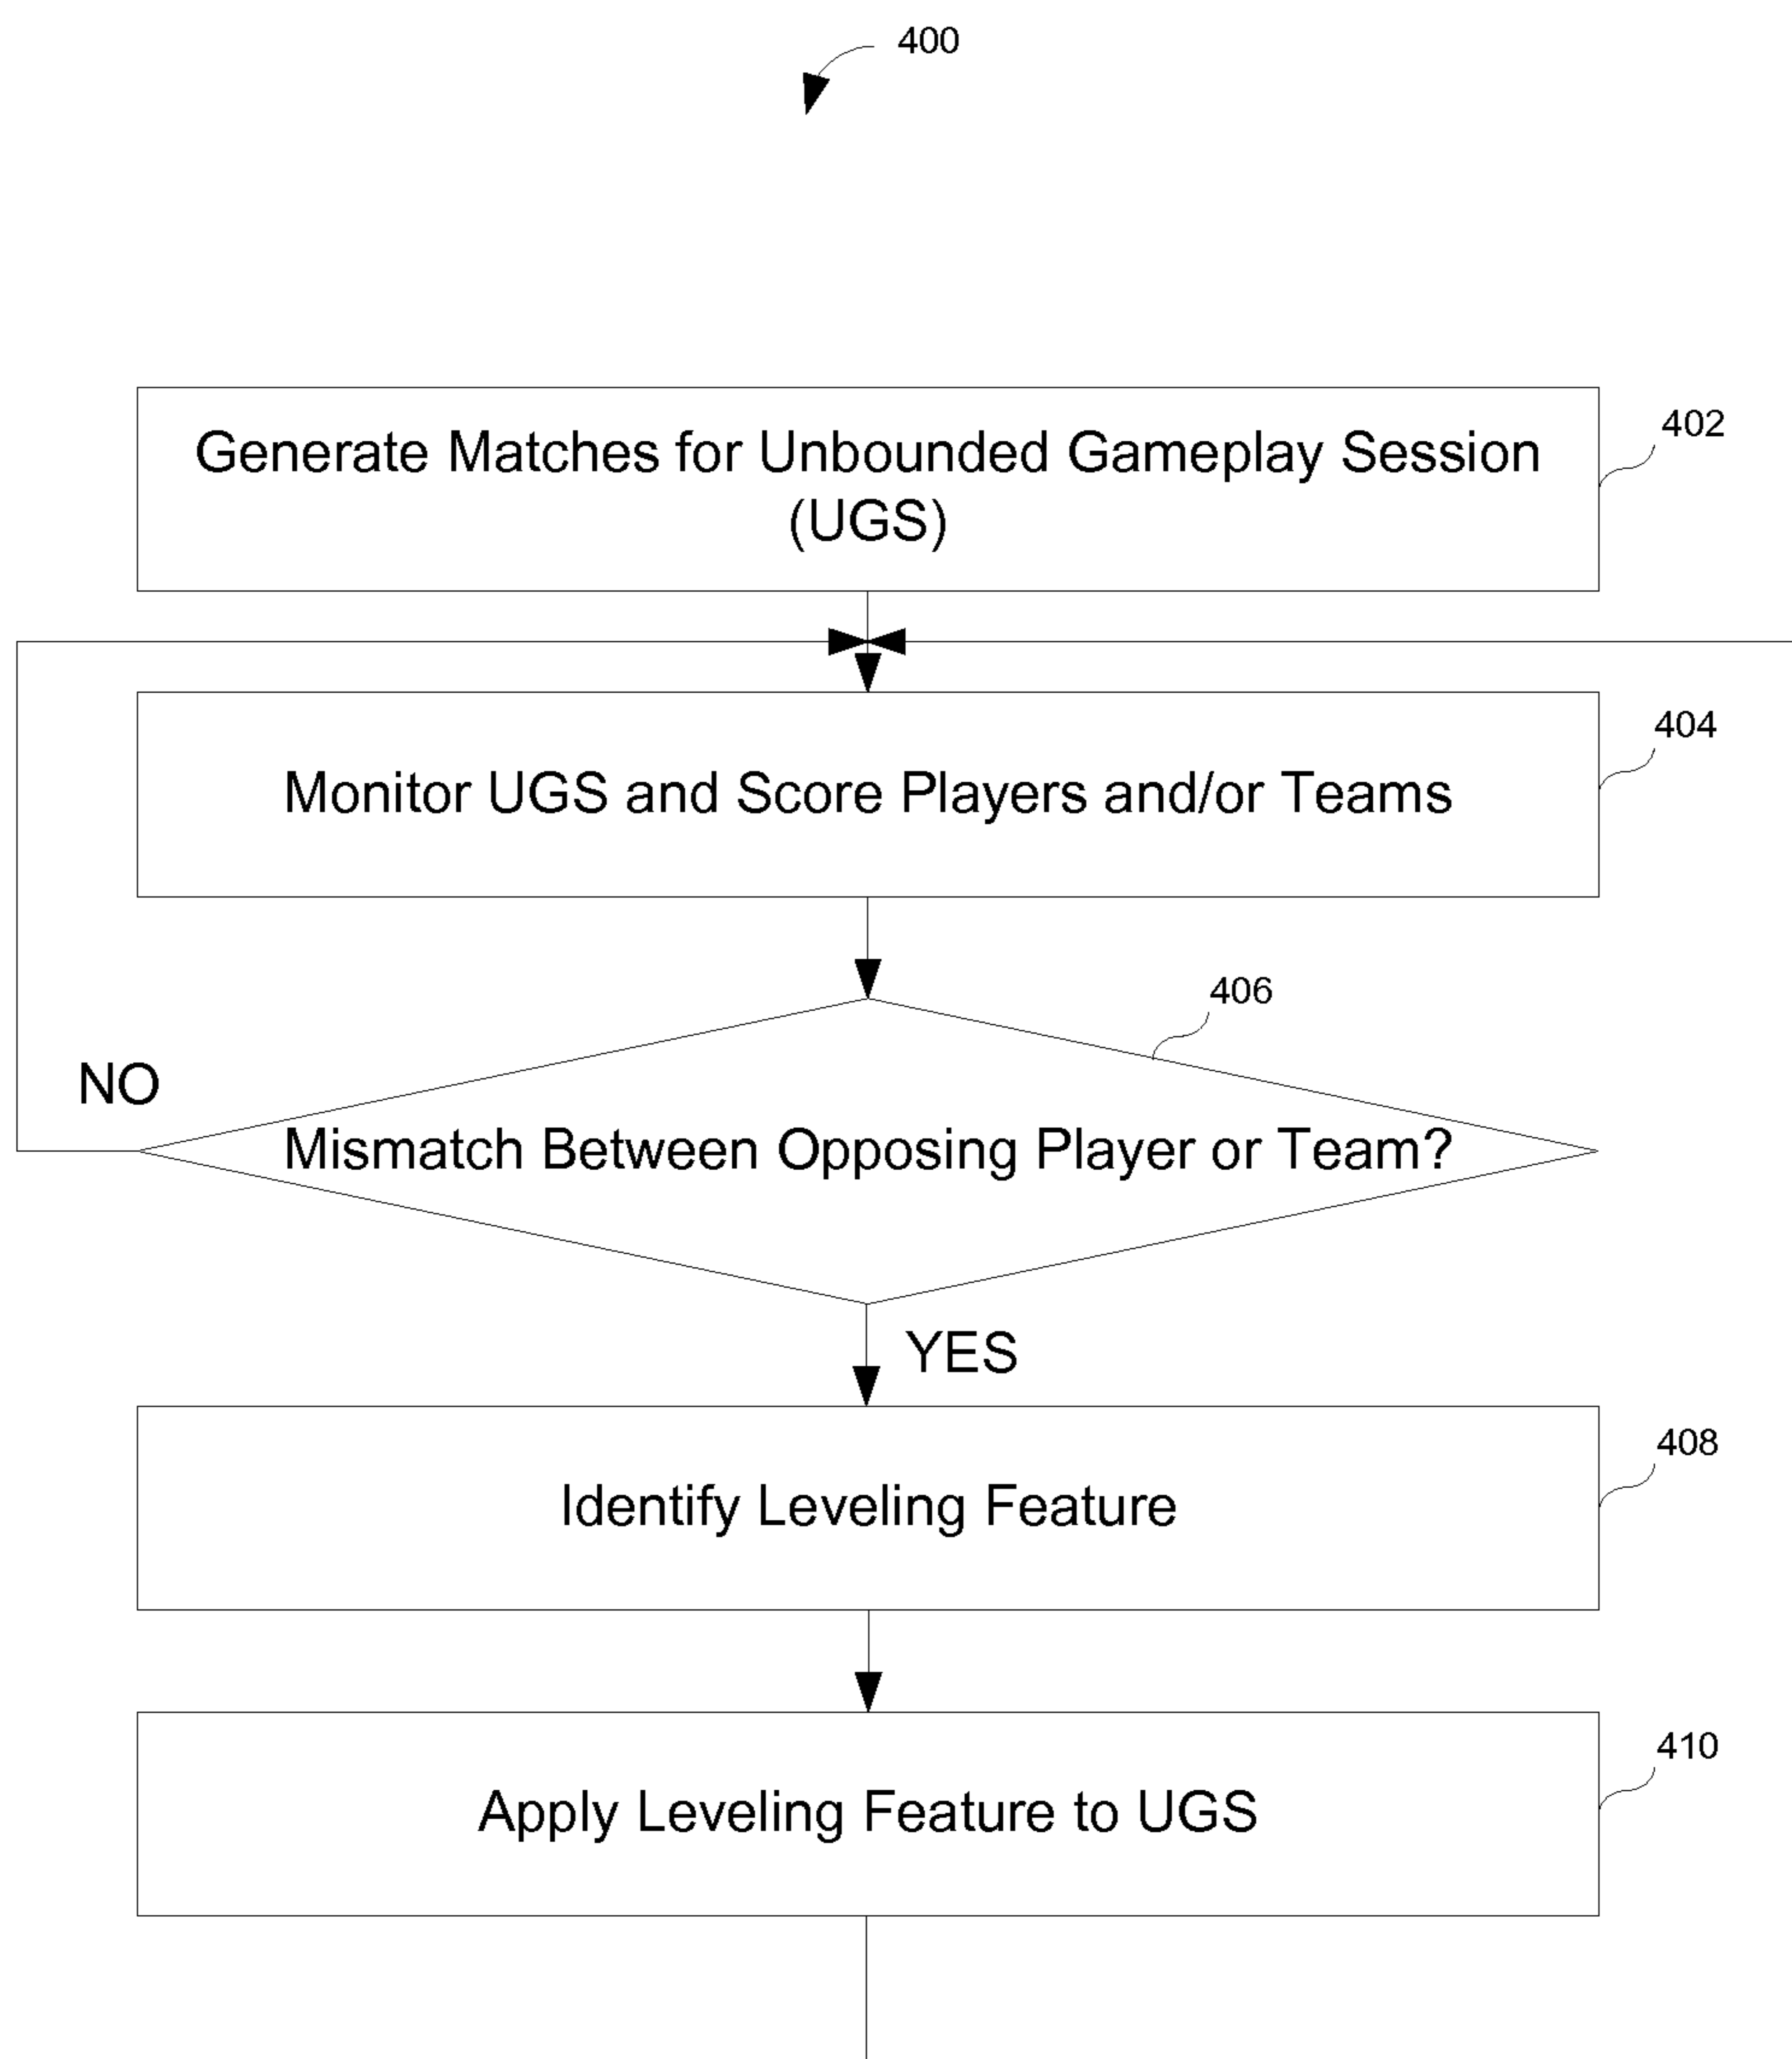 400
Generate Matches for Unbounded Gameplay Session
(UGS)
402
Monitor UGS and Score Players and/or Teams
404
406
NO
Mismatch Between Opposing Player or Team?
YES
Identify Leveling Feature
408
Apply Leveling Feature to UGS
410